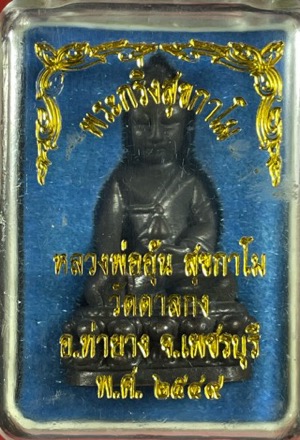 พระกริ่งสุขกาโม
หลวงพ่ออุ้น สุขกาโม
วัดตาลกง
อ.ท่ายาง จ.เพชรบุรี
พ.ศ. ๒๕๔๙